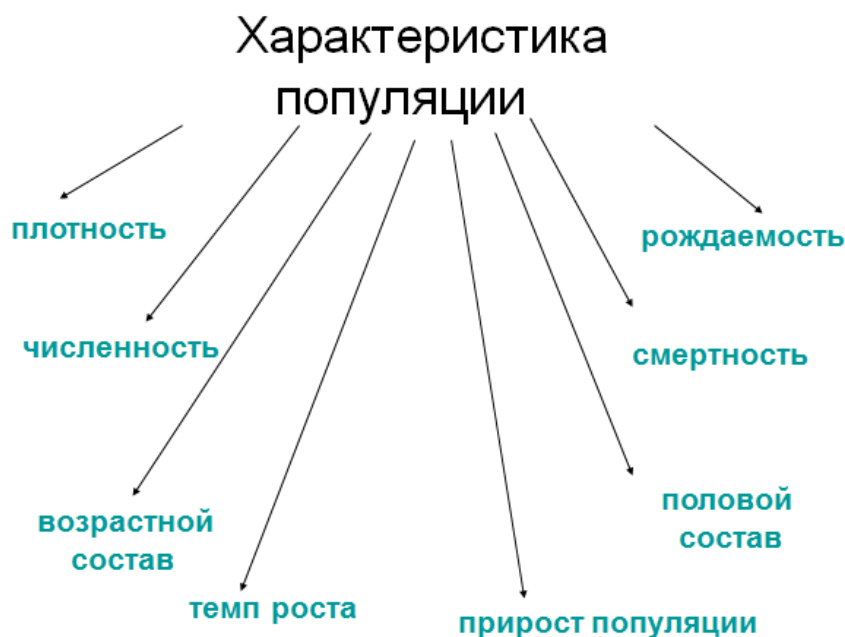 Характеристика
популяции
плотность
рождаемость
численность
смертность
возрастной
состав
половой
состав
темп роста
прирост популяции